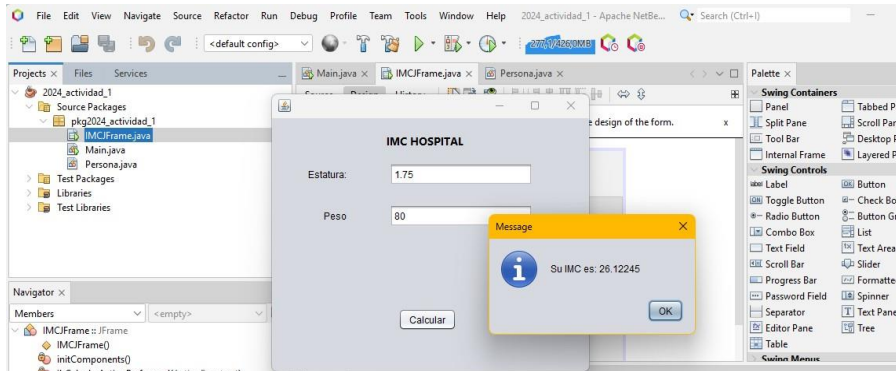 File Edit View Navigate Source Refactor Run Debug Profile Team Tools Window Help 2024_actividad_1 - Apache NetBe... Search (Ctrl+I)
<default config>
Projects Files Services
Main.java IMCJFrame.java Persona.java
Palette
2024_actividad_1
Source Packages
pkg2024_actividad_1
IMCJFrame.java
Main.java
Persona.java
Test Packages
Libraries
Test Libraries
Navigator
Members <empty>
IMCJFrame :: JFrame
IMCJFrame()
initComponents()
Source Design History
e design of the form. x
IMC HOSPITAL
Estatura: 1.75
Peso 80
Calcular
Message
Su IMC es: 26.12245
OK
Swing Containers
Panel Tabbed P
Split Pane Scroll Par
Tool Bar Desktop P
Internal Frame Layered P
Swing Controls
label Label OK Button
ON Toggle Button Check Bo
Radio Button Button Gr
Combo Box List
Text Field Text Area
Scroll Bar Slider
Progress Bar Formatte
Password Field Spinner
Separator Text Pane
Editor Pane Tree
Table
Swing Menus